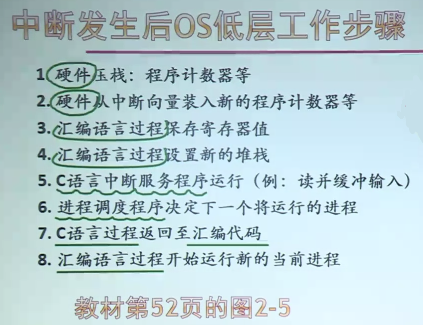 中断发生后OS低层工作步骤
1.硬件压栈：程序计数器等
2.硬件从中断向量装入新的程序计数器等
3.汇编语言过程保存寄存器值
4.汇编语言过程设置新的堆栈
5.C语言中断服务程序运行（例：读并缓冲输入）
6.进程调度程序决定下一个将运行的进程
7.C语言过程返回至汇编代码
8.汇编语言过程开始运行新的当前进程
教材第52页的图2-5